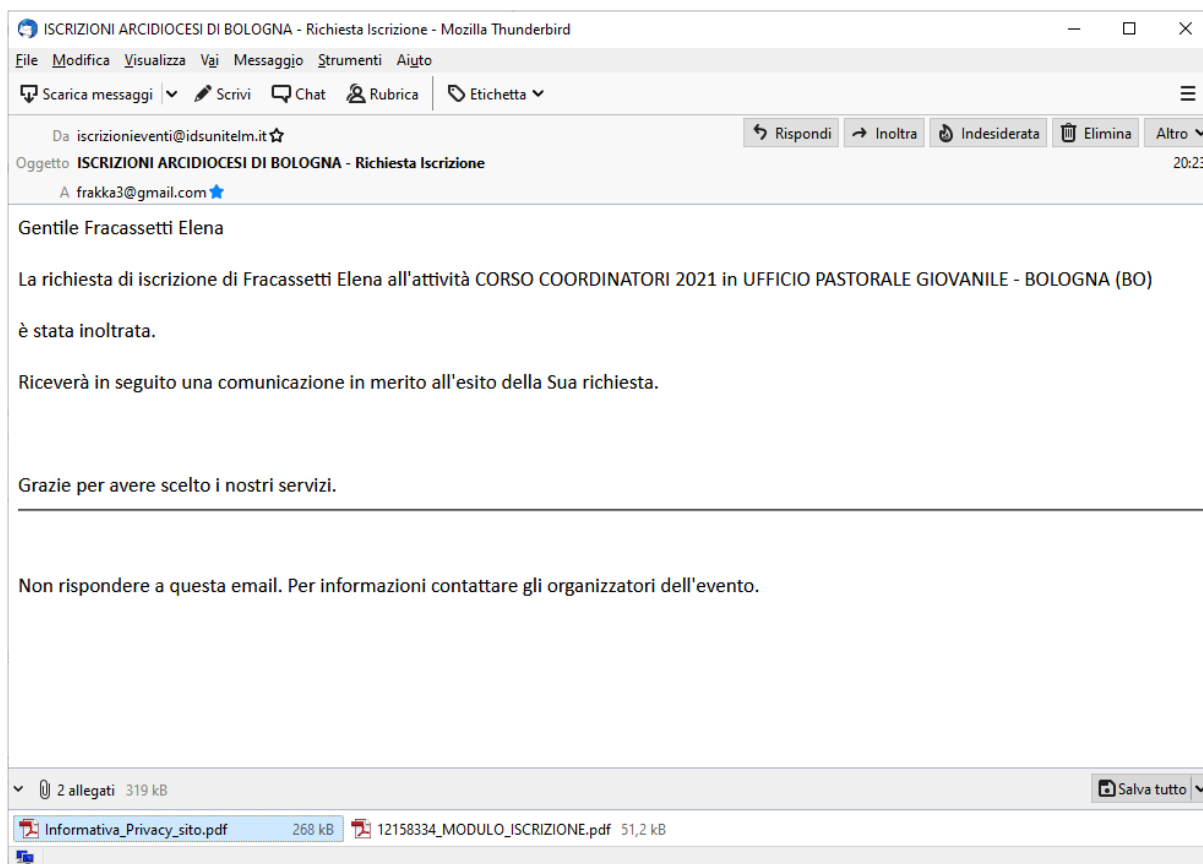 ISCRIZIONI ARCIDIOCESI DI BOLOGNA - Richiesta Iscrizione - Mozilla Thunderbird
File Modifica Visualizza Vai Messaggio Strumenti Aiuto
Scarica messaggi Scrivi Chat Rubrica Etichetta
Da iscrizionieventi@idsunitelm.it Rispondi Inoltra Indesiderata Elimina Altro
Oggetto ISCRIZIONI ARCIDIOCESI DI BOLOGNA - Richiesta Iscrizione 20:23
A frakka3@gmail.com
Gentile Fracassetti Elena
La richiesta di iscrizione di Fracassetti Elena all'attività CORSO COORDINATORI 2021 in UFFICIO PASTORALE GIOVANILE - BOLOGNA (BO)
è stata inoltrata.
Riceverà in seguito una comunicazione in merito all'esito della Sua richiesta.
Grazie per avere scelto i nostri servizi.
Non rispondere a questa email. Per informazioni contattare gli organizzatori dell'evento.
2 allegati 319 kB Salva tutto
Informativa_Privacy_sito.pdf 268 kB 12158334_MODULO_ISCRIZIONE.pdf 51,2 kB